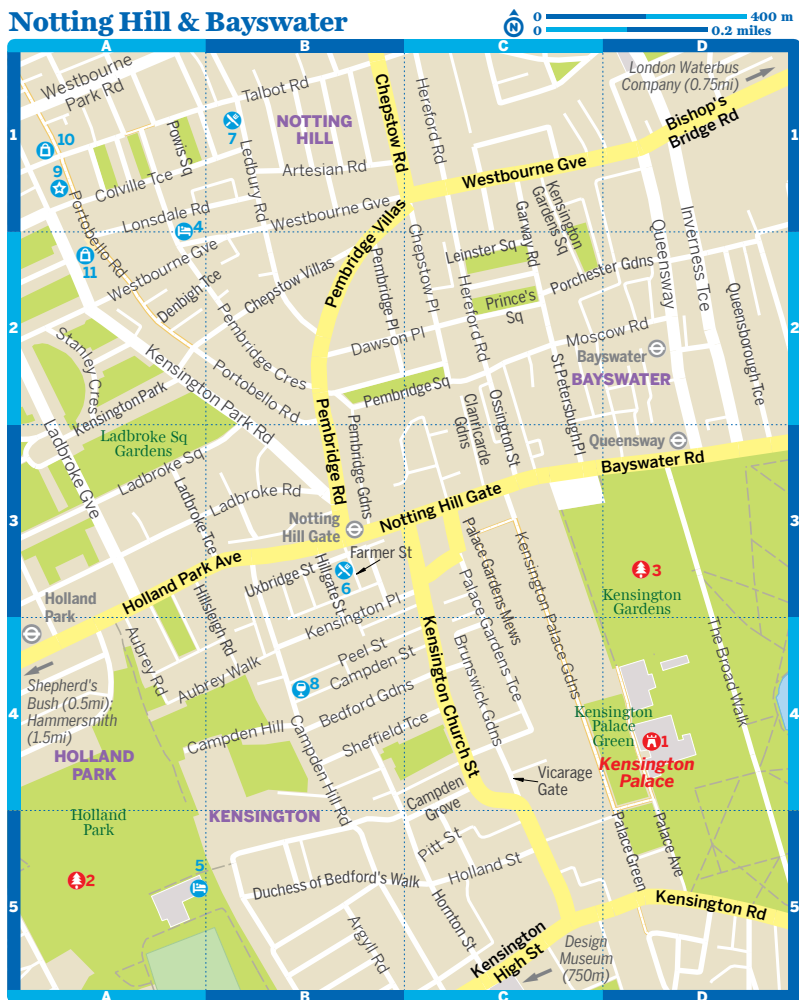 Notting Hill & Bayswater
N
0 400 m
0 0.2 miles
A B C D
1
2
3
4
5
1
2
3
4
5
A B C D
Westbourne
Park Rd
Talbot Rd
Chepstow Rd
Hereford Rd
London Waterbus
Company (0.75mi)
Bishop's
Bridge Rd
NOTTING
HILL
10
9
7
Powis Sq
Ledbury Rd
Artesian Rd
Westbourne Gve
Colville Tce
Portobello Rd
Lonsdale Rd
4
Westbourne Gve
Pembridge Villas
Kensington
Gardens Sq
Garway Rd
Queensway
Inverness Tce
11
Westbourne Gve
Denbigh Tce
Chepstow Villas
Pembridge Pl
Chepstow Pl
Leinster Sq
Porchester Gdns
Hereford Rd
Prince's
Sq
Queensborough Tce
Stanley Cres
Pembridge Cres
Dawson Pl
Moscow Rd
Bayswater
BAYSWATER
Kensington Park Rd
Portobello Rd
Kensington Park
Pembridge Sq
St Petersburgh Pl
Ossington St
Clanricarde
Gdns
Ladbroke Gve
Ladbroke Sq
Gardens
Pembridge Rd
Pembridge Gdns
Queensway
Bayswater Rd
Ladbroke Sq
Ladbroke Rd
Ladbroke Tce
Notting Hill Gate
Notting
Hill Gate
Farmer St
6
Holland Park Ave
Uxbridge St
Hillgate St
Hillsleigh Rd
Kensington Pl
Palace Gardens Mews
Palace Gardens Tce
Kensington Palace Gdns
3
Kensington
Gardens
Holland
Park
The Broad Walk
Aubrey Rd
Aubrey Walk
Peel St
Campden St
8
Bedford Gdns
Kensington Church St
Brunswick Gdns
Shepherd's
Bush (0.5mi);
Hammersmith
(1.5mi)
HOLLAND
PARK
Campden Hill
Campden Hill Rd
Sheffield Tce
Kensington
Palace
Green
1
Kensington
Palace
Vicarage
Gate
Holland
Park
KENSINGTON
Campden
Grove
Pitt St
Palace Green
Palace Ave
2
5
Duchess of Bedford's Walk
Holland St
Hornton St
Argyll Rd
Kensington Rd
Kensington
High St
Design
Museum
(750m)